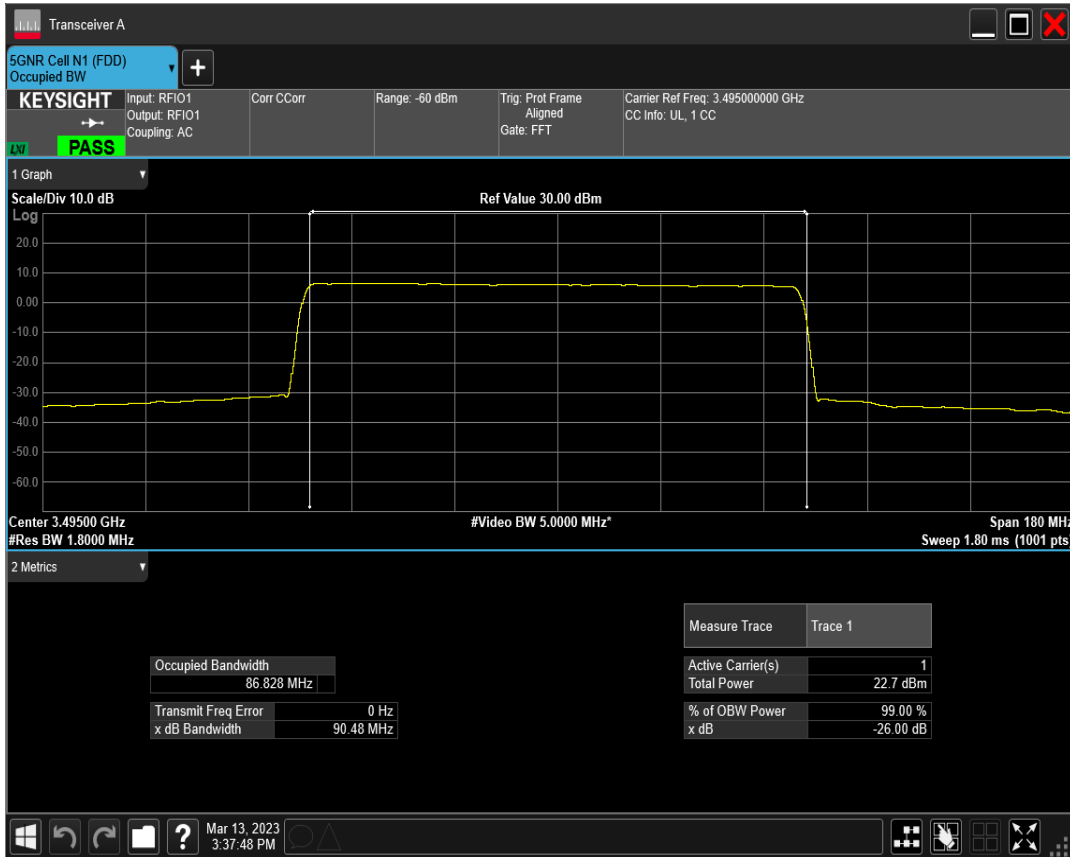 Transceiver A
5GNR Cell N1 (FDD)
Occupied BW
+
KEYSIGHT
LXI
PASS
Input: RFIO1
Output: RFIO1
Coupling: AC
Corr CCorr
Range: -60 dBm
Trig: Prot Frame
Aligned
Gate: FFT
Carrier Ref Freq: 3.495000000 GHz
CC Info: UL, 1 CC
1 Graph
Scale/Div 10.0 dB
Ref Value 30.00 dBm
Log
20.0
10.0
0.00
-10.0
-20.0
-30.0
-40.0
-50.0
-60.0
Center 3.49500 GHz
#Video BW 5.0000 MHz*
Span 180 MHz
#Res BW 1.8000 MHz
Sweep 1.80 ms (1001 pts
2 Metrics
Measure Trace Trace 1
Occupied Bandwidth
86.828 MHz
Active Carrier(s) 1
Total Power 22.7 dBm
Transmit Freq Error 0 Hz
x dB Bandwidth 90.48 MHz
% of OBW Power 99.00 %
x dB -26.00 dB
?
Mar 13, 2023
3:37:48 PM